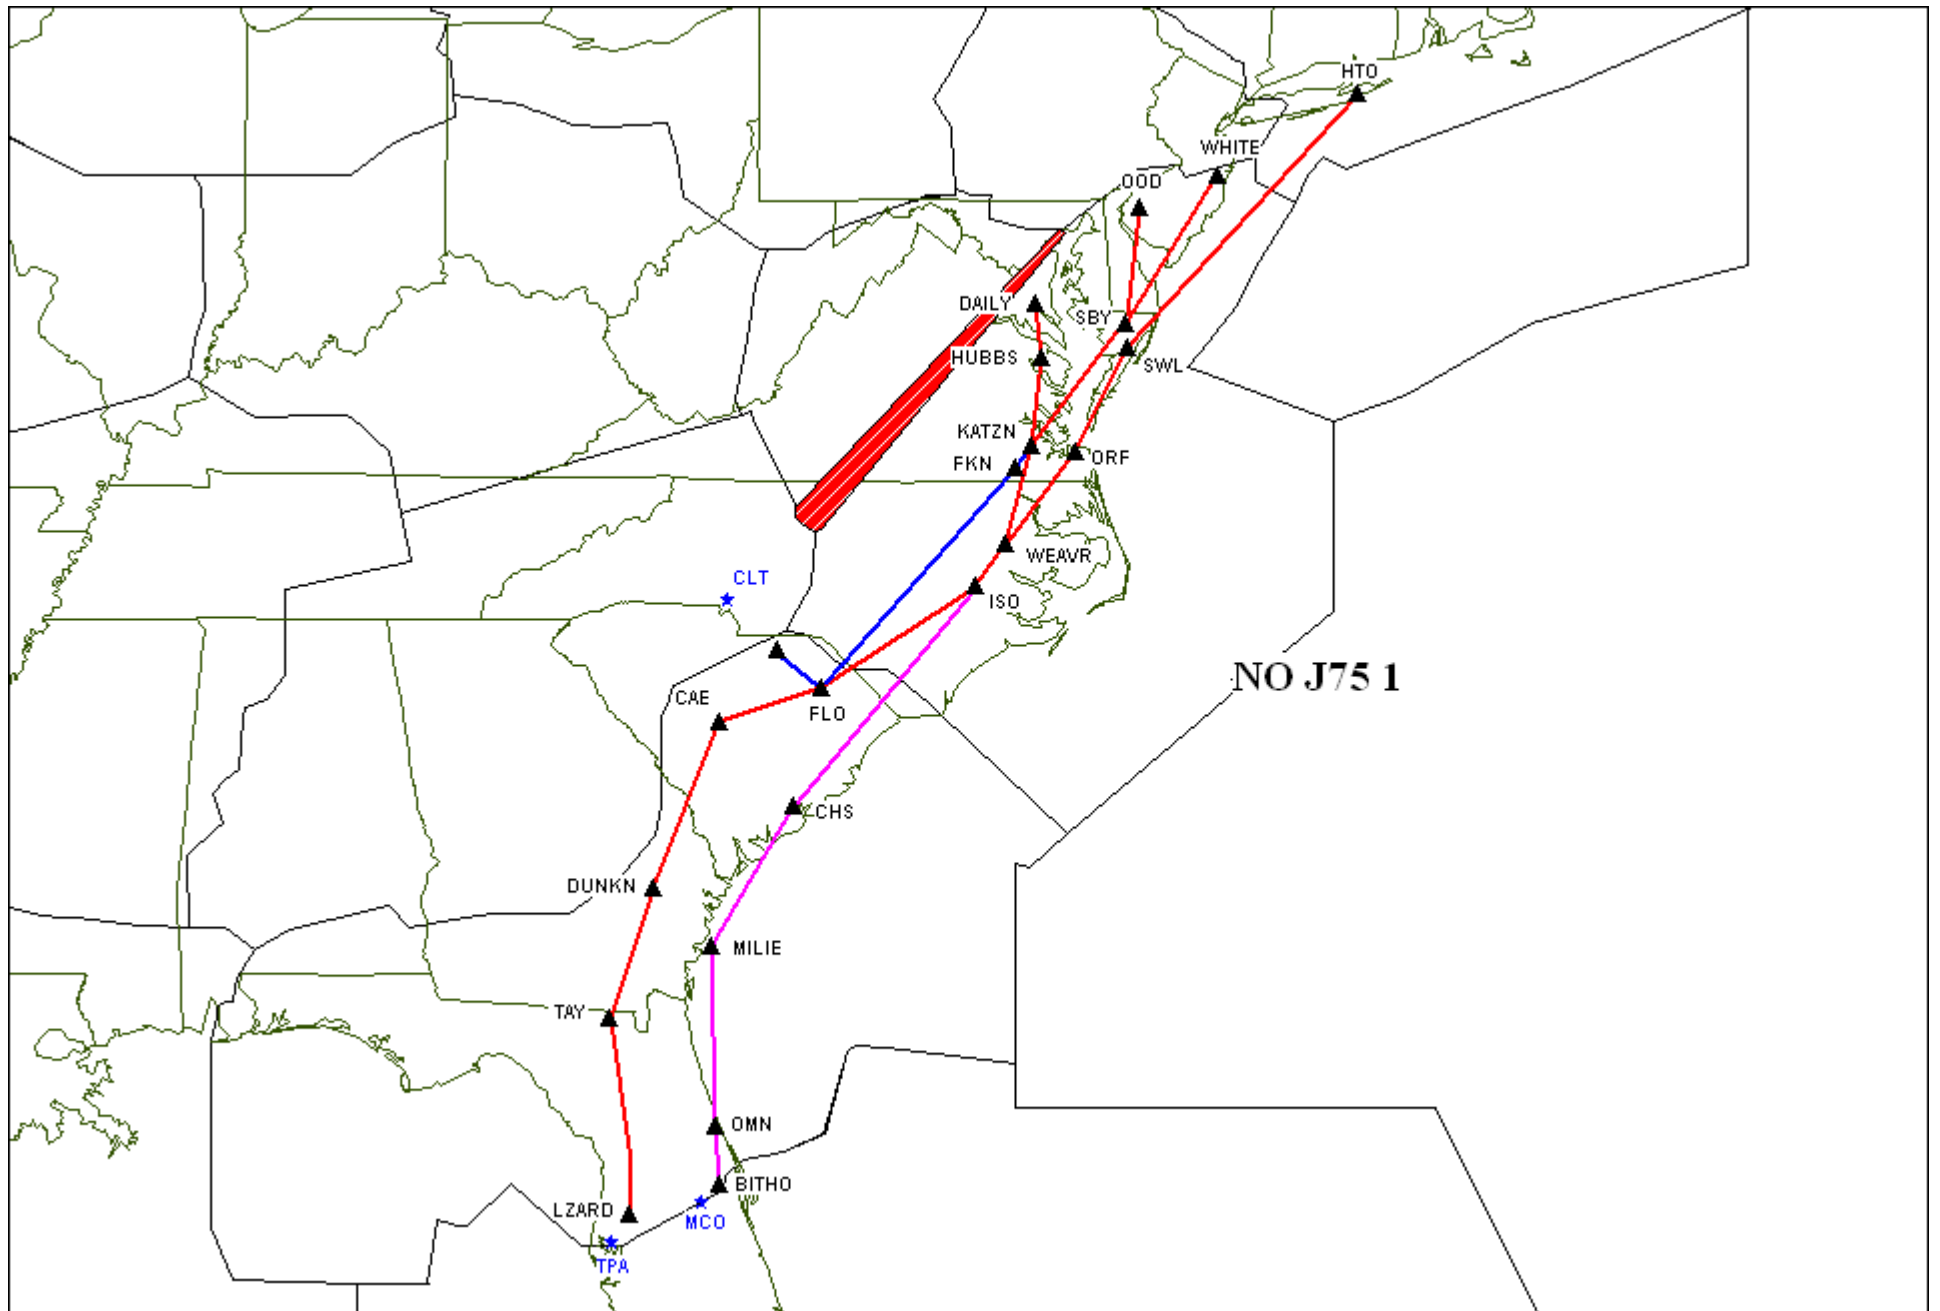 HTO
WHITE
OOD
DAILY
SBY
HUBBS
SWL
KATZN
FKN
ORF
WEAVR
CLT
ISO
NO J75 1
CAE
FLO
CHS
DUNKN
MILIE
TAY
OMN
BITHO
LZARD
MCO
TPA